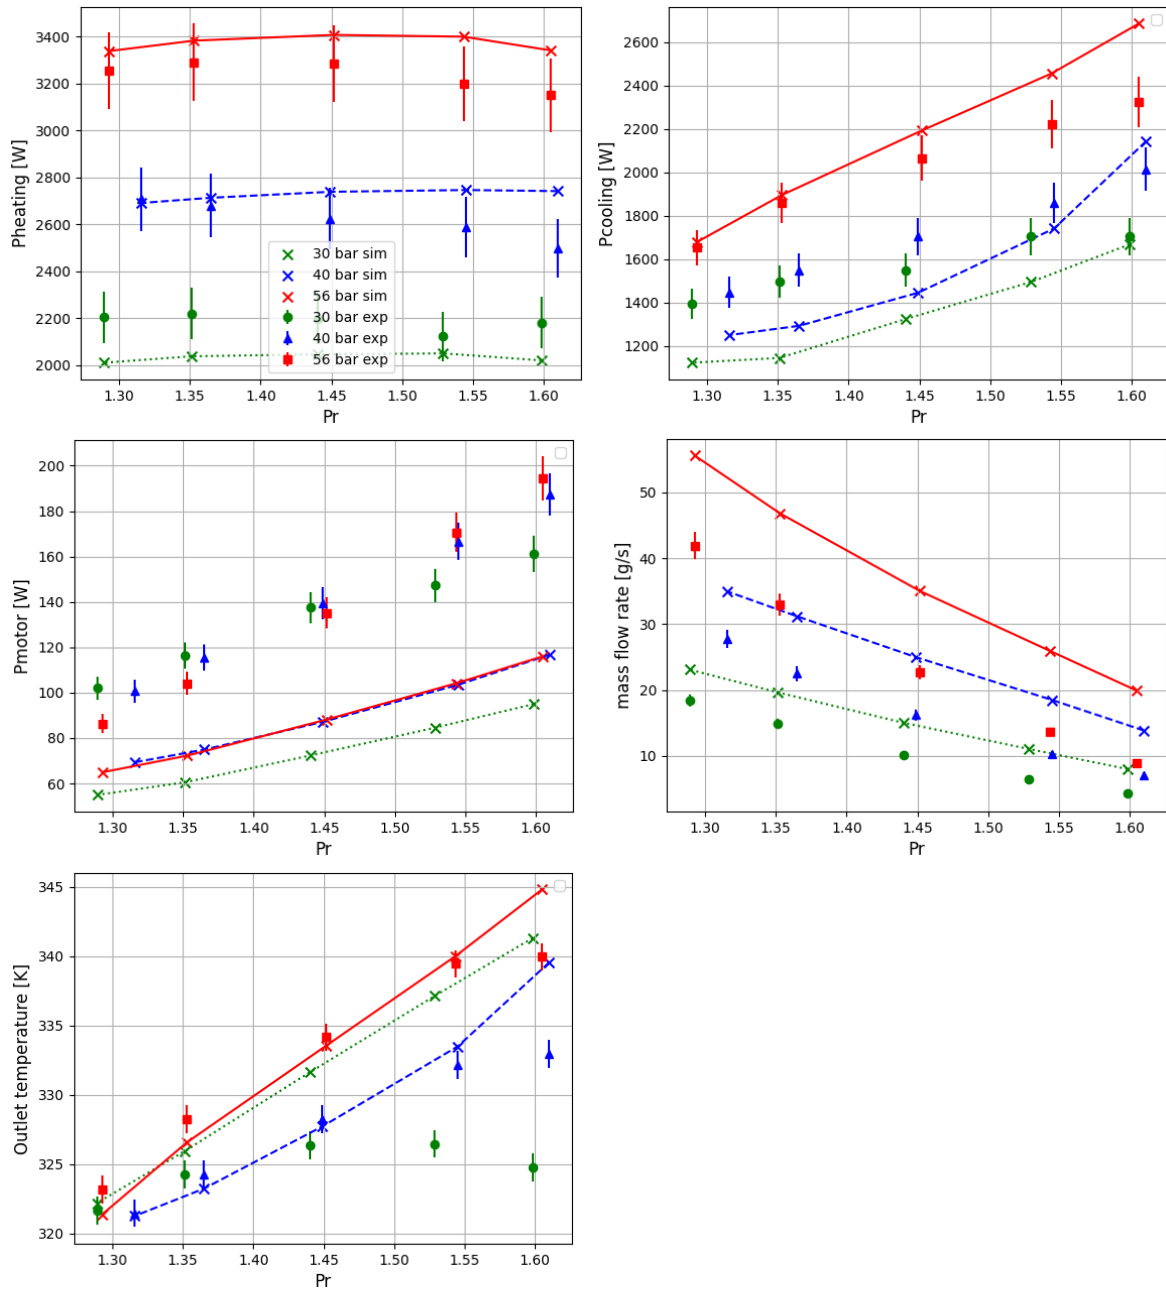 3400
3200
3000
2800
2600
2400
2200
2000
Pheating [W]
30 bar sim
40 bar sim
56 bar sim
30 bar exp
40 bar exp
56 bar exp
1.30 1.35 1.40 1.45 1.50 1.55 1.60
Pr
2600
2400
2200
2000
1800
1600
1400
1200
Pcooling [W]
1.30 1.35 1.40 1.45 1.50 1.55 1.60
Pr
200
180
160
140
120
100
80
60
Pmotor [W]
1.30 1.35 1.40 1.45 1.50 1.55 1.60
Pr
50
40
30
20
10
mass flow rate [g/s]
1.30 1.35 1.40 1.45 1.50 1.55 1.60
Pr
345
340
335
330
325
320
Outlet temperature [K]
1.30 1.35 1.40 1.45 1.50 1.55 1.60
Pr